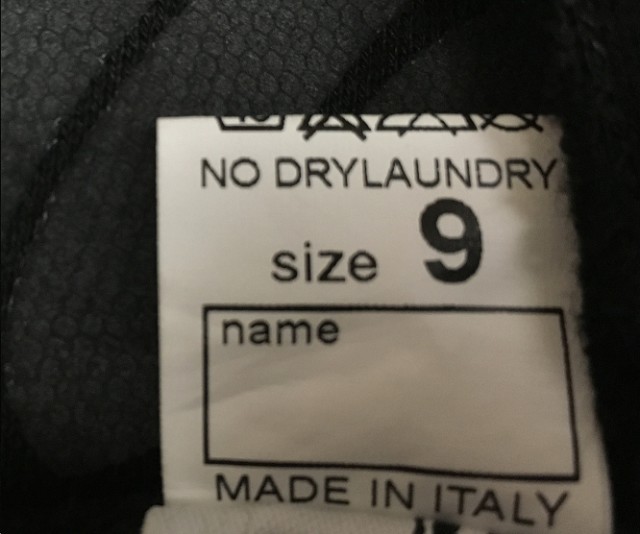 NO DRYLAUNDRY
size 9
name
MADE IN ITALY